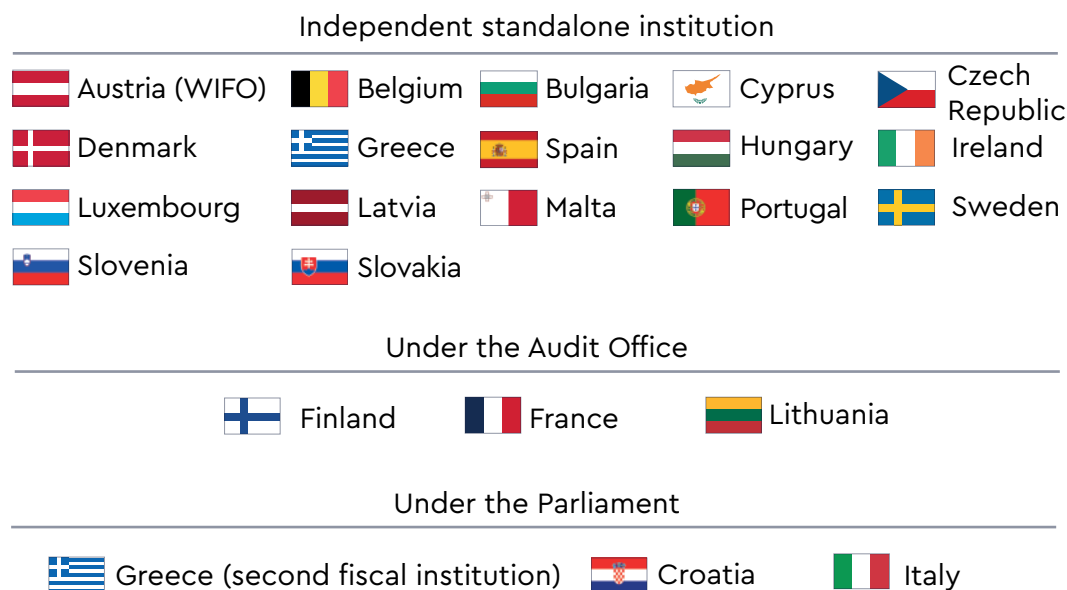 Independent standalone institution
Austria (WIFO) Belgium Bulgaria Cyprus Czech Republic
Denmark Greece Spain Hungary Ireland
Luxembourg Latvia Malta Portugal Sweden
Slovenia Slovakia
Under the Audit Office
Finland France Lithuania
Under the Parliament
Greece (second fiscal institution) Croatia Italy